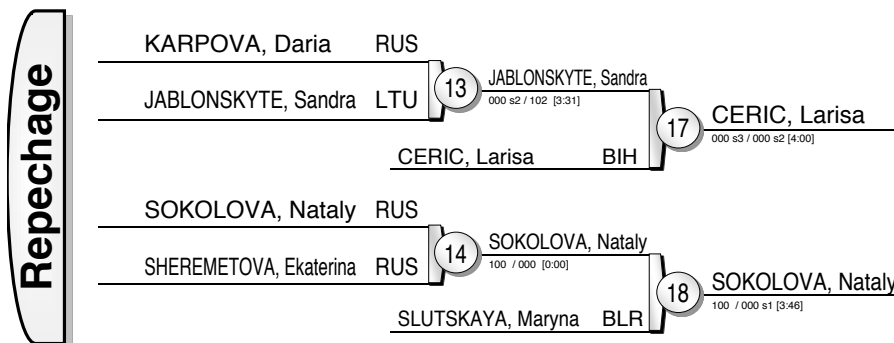 Repechage
KARPOVA, Daria RUS
JABLONSKYTE, Sandra LTU
13
JABLONSKYTE, Sandra
000 s2 / 102 [3:31]
CERIC, Larisa BIH
17
CERIC, Larisa
000 s3 / 000 s2 [4:00]
SOKOLOVA, Nataly RUS
SHEREMETOVA, Ekaterina RUS
14
SOKOLOVA, Nataly
100 / 000 [0:00]
SLUTSKAYA, Maryna BLR
18
SOKOLOVA, Nataly
100 / 000 s1 [3:46]